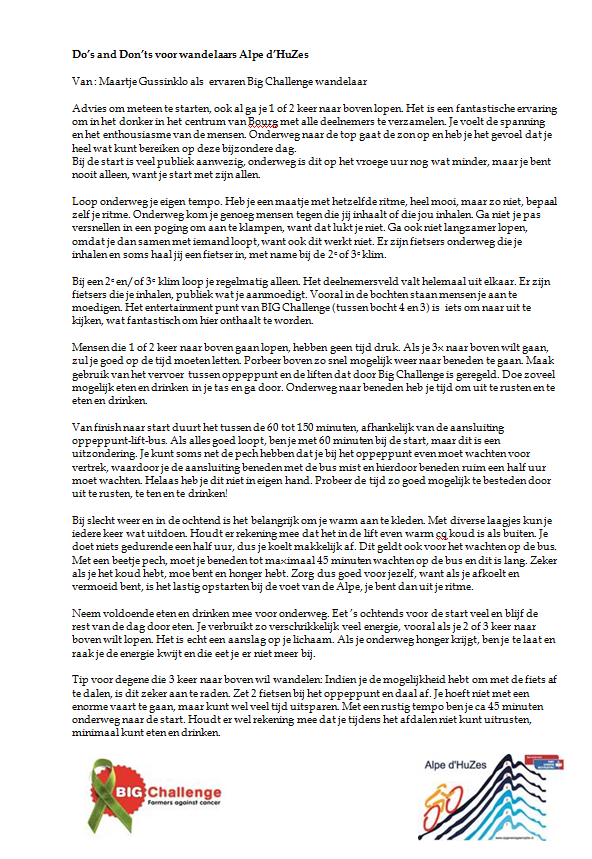 Do's and Don'ts voor wandelaars Alpe d'HuZes
Van : Maartje Gussinklo als ervaren Big Challenge wandelaar
Advies om meteen te starten, ook al ga je 1 of 2 keer naar boven lopen. Het is een fantastische ervaring
om in het donker in het centrum van Bourg met alle deelnemers te verzamelen. Je voelt de spanning
en het enthousiasme van de mensen. Onderweg naar de top gaat de zon op en heb je het gevoel dat je
heel wat kunt bereiken op deze bijzondere dag.
Bij de start is veel publiek aanwezig, onderweg is dit op het vroege uur nog wat minder, maar je bent
nooit alleen, want je start met zijn allen.
Loop onderweg je eigen tempo. Heb je een maatje met hetzelfde ritme, heel mooi, maar zo niet, bepaal
zelf je ritme. Onderweg kom je genoeg mensen tegen die jij inhaalt of die jou inhalen. Ga niet je pas
versnellen in een poging om aan te klampen, want dat lukt je niet. Ga ook niet langzamer lopen,
omdat je dan samen met iemand loopt, want ook dit werkt niet. Er zijn fietsers onderweg die je
inhalen en soms haal jij een fietser in, met name bij de 2e of 3e klim.
Bij een 2e en/of 3e klim loop je regelmatig alleen. Het deelnemersveld valt helemaal uit elkaar. Er zijn
fietsers die je inhalen, publiek wat je aanmoedigt. Vooral in de bochten staan mensen je aan te
moedigen. Het entertainment punt van BIG Challenge (tussen bocht 4 en 3) is iets om naar uit te
kijken, wat fantastisch om hier onthaalt te worden.
Mensen die 1 of 2 keer naar boven gaan lopen, hebben geen tijd druk. Als je 3x naar boven wilt gaan,
zul je goed op de tijd moeten letten. Porbeer boven zo snel mogelijk weer naar beneden te gaan. Maak
gebruik van het vervoer tussen oppeppunt en de liften dat door Big Challenge is geregeld. Doe zoveel
mogelijk eten en drinken in je tas en ga door. Onderweg naar beneden heb je tijd om uit te rusten en te
eten en drinken.
Van finish naar start duurt het tussen de 60 tot 150 minuten, afhankelijk van de aansluiting
oppeppunt-lift-bus. Als alles goed loopt, ben je met 60 minuten bij de start, maar dit is een
uitzondering. Je kunt soms net de pech hebben dat je bij het oppeppunt even moet wachten voor
vertrek, waardoor je de aansluiting beneden met de bus mist en hierdoor beneden ruim een half uur
moet wachten. Helaas heb je dit niet in eigen hand. Probeer de tijd zo goed mogelijk te besteden door
uit te rusten, te ten en te drinken!
Bij slecht weer en in de ochtend is het belangrijk om je warm aan te kleden. Met diverse laagjes kun je
iedere keer wat uitdoen. Houdt er rekening mee dat het in de lift even warm cq koud is als buiten. Je
doet niets gedurende een half uur, dus je koelt makkelijk af. Dit geldt ook voor het wachten op de bus.
Met een beetje pech, moet je beneden tot maximaal 45 minuten wachten op de bus en dit is lang. Zeker
als je het koud hebt, moe bent en honger hebt. Zorg dus goed voor jezelf, want als je afkoelt en
vermoeid bent, is het lastig opstarten bij de voet van de Alpe, je bent dan uit je ritme.
Neem voldoende eten en drinken mee voor onderweg. Eet 's ochtends voor de start veel en blijf de
rest van de dag door eten. Je verbruikt zo verschrikkelijk veel energie, vooral als je 2 of 3 keer naar
boven wilt lopen. Het is echt een aanslag op je lichaam. Als je onderweg honger krijgt, ben je te laat en
raak je de energie kwijt en die eet je er niet meer bij.
Tip voor degene die 3 keer naar boven wil wandelen: Indien je de mogelijkheid hebt om met de fiets af
te dalen, is dit zeker aan te raden. Zet 2 fietsen bij het oppeppunt en daal af. Je hoeft niet met een
enorme vaart te gaan, maar kunt wel veel tijd uitsparen. Met een rustig tempo ben je ca 45 minuten
onderweg naar de start. Houdt er wel rekening mee dat je tijdens het afdalen niet kunt uitrusten,
minimaal kunt eten en drinken.
BIG Challenge
Farmers against cancer
Alpe d'HuZes